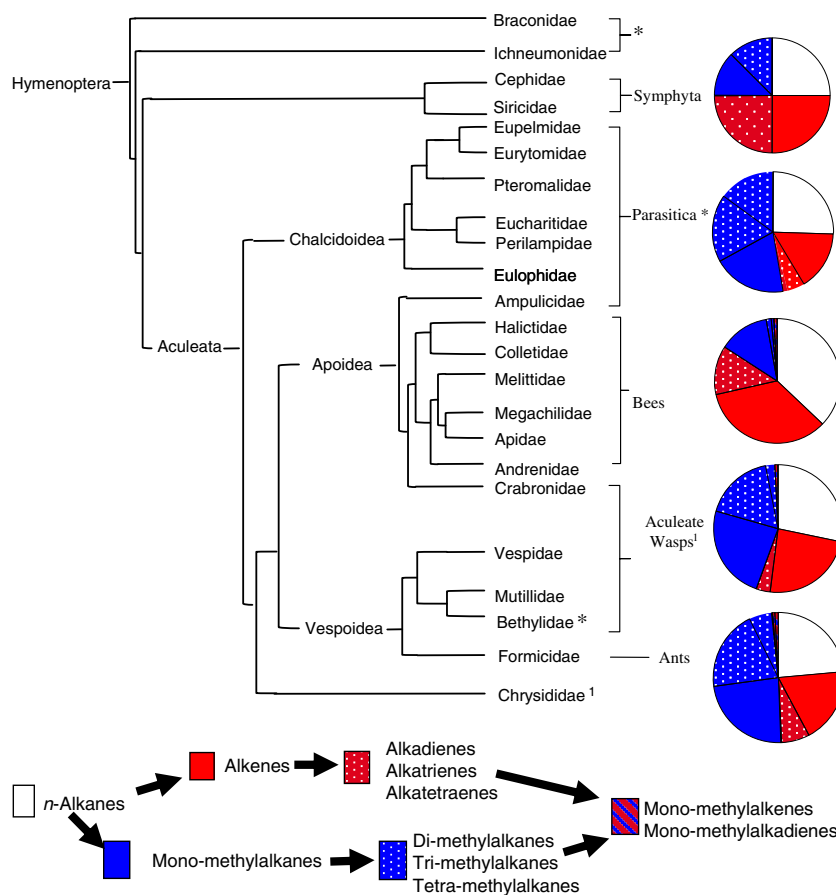 Braconidae
*
Ichneumonidae
Hymenoptera
Cephidae
Symphyta
Siricidae
Eupelmidae
Eurytomidae
Pteromalidae
Parasitica *
Eucharitidae
Chalcidoidea
Perilampidae
Eulophidae
Ampulicidae
Halictidae
Aculeata
Colletidae
Apoidea
Melittidae
Bees
Megachilidae
Apidae
Andrenidae
Crabronidae
Aculeate
Wasps¹
Vespidae
Mutillidae
Bethylidae *
Vespoidea
Formicidae
Ants
Chrysididae ¹
Alkenes
Alkadienes
Alkatrienes
Alkatetraenes
n-Alkanes
Mono-methylalkenes
Mono-methylalkadienes
Mono-methylalkanes
Di-methylalkanes
Tri-methylalkanes
Tetra-methylalkanes